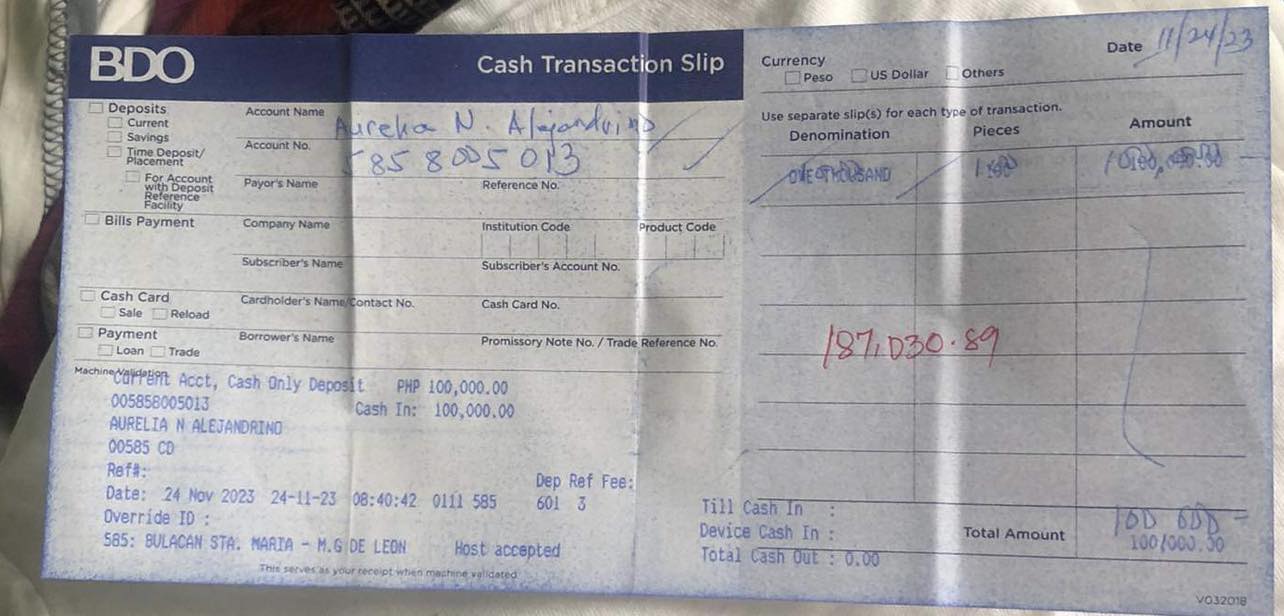 BDO
Cash Transaction Slip
Currency
Peso US Dollar Others
Date 11/24/23
Deposits
Current
Savings
Time Deposit/
Placement
For Account
with Deposit
Reference
Facility
Account Name Aurelia N. Alejandrino
Account No. 5858005013
Payor's Name Reference No.
Use separate slip(s) for each type of transaction.
Denomination Pieces Amount
ONE THOUSAND 100
Bills Payment
Company Name Institution Code Product Code
Subscriber's Name Subscriber's Account No.
Cash Card
Sale Reload
Cardholder's Name/Contact No. Cash Card No.
Payment
Loan Trade
Borrower's Name Promissory Note No. / Trade Reference No.
187,030.89
Machine Validation
Current Acct, Cash Only Deposit PHP 100,000.00
005858005013 Cash In: 100,000.00
AURELIA N ALEJANDRINO
00585 CD
Ref#: Dep Ref Fee:
Date: 24 Nov 2023 24-11-23 08:40:42 0111 585 601 3
Override ID :
585: BULACAN STA. MARIA - M.G DE LEON Host accepted
This serves as your receipt when machine validated
Till Cash In :
Device Cash In :
Total Cash Out : 0.00
Total Amount 100 000 -
100,000.00
V032018